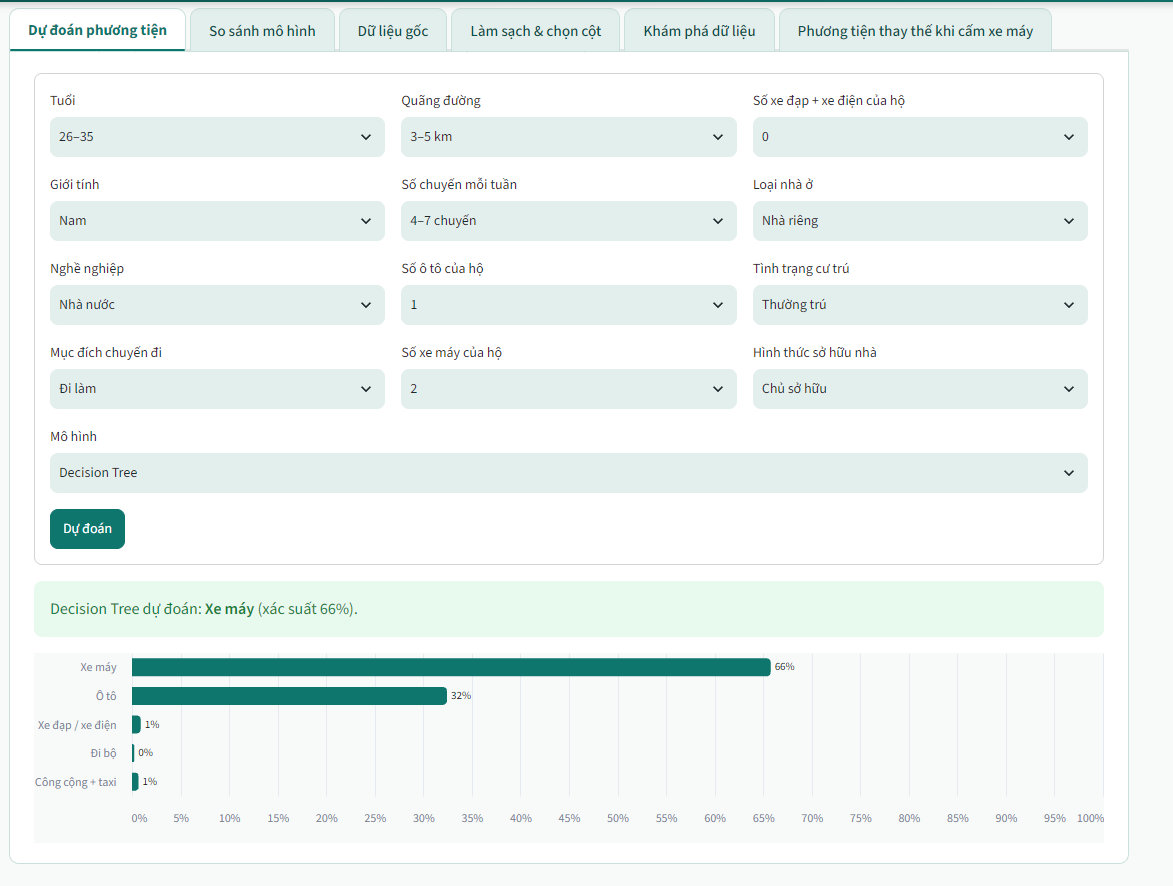 Dự đoán phương tiện So sánh mô hình Dữ liệu gốc Làm sạch & chọn cột Khám phá dữ liệu Phương tiện thay thế khi cấm xe máy
Tuổi Quãng đường Số xe đạp + xe điện của hộ
26–35 3–5 km 0
Giới tính Số chuyến mỗi tuần Loại nhà ở
Nam 4–7 chuyến Nhà riêng
Nghề nghiệp Số ô tô của hộ Tình trạng cư trú
Nhà nước 1 Thường trú
Mục đích chuyến đi Số xe máy của hộ Hình thức sở hữu nhà
Đi làm 2 Chủ sở hữu
Mô hình
Decision Tree
Dự đoán
Decision Tree dự đoán: Xe máy (xác suất 66%).
Xe máy 66%
Ô tô 32%
Xe đạp / xe điện 1%
Đi bộ 0%
Công cộng + taxi 1%
0% 5% 10% 15% 20% 25% 30% 35% 40% 45% 50% 55% 60% 65% 70% 75% 80% 85% 90% 95% 100%